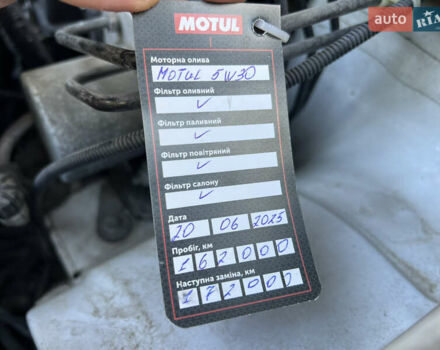 MOTUL
auto
RIA
Моторна олива
MOTUL 5W30
Фільтр оливний
✓
Фільтр паливний
✓
Фільтр повітряний
✓
Фільтр салону
✓
Дата
20 06 2025
Пробіг, км
162000
Наступна заміна, км
172000